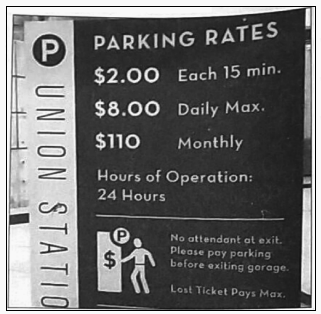 P
UNION STATIO
PARKING RATES
$2.00 Each 15 min.
$8.00 Daily Max.
$110 Monthly
Hours of Operation:
24 Hours
P
$
No attendant at exit.
Please pay parking
before exiting garage.
Lost Ticket Pays Max.